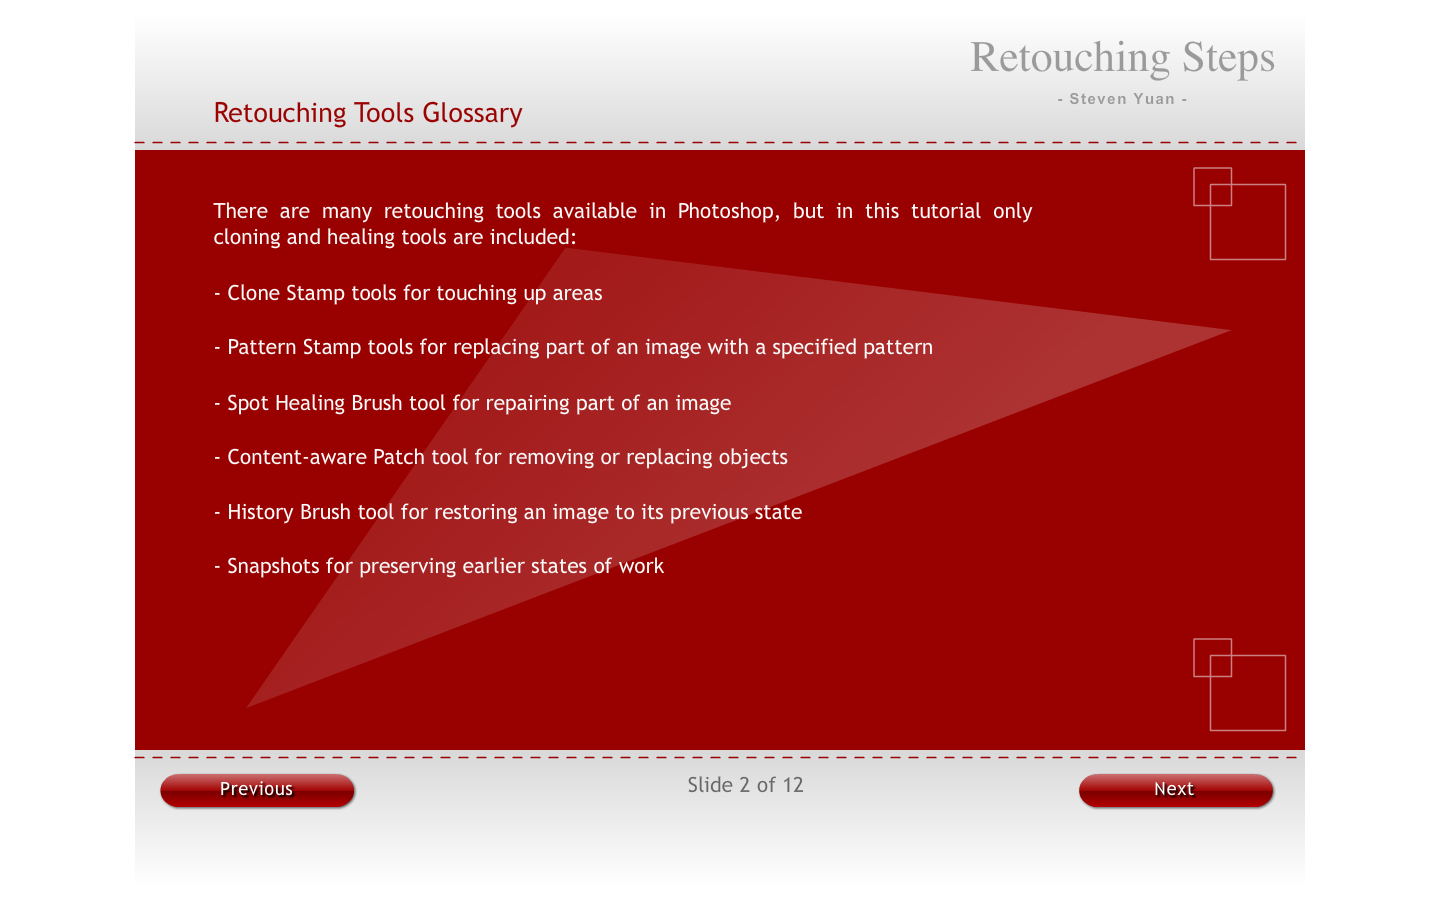 Retouching Steps
- Steven Yuan -
Retouching Tools Glossary
There are many retouching tools available in Photoshop, but in this tutorial only
cloning and healing tools are included:
- Clone Stamp tools for touching up areas
- Pattern Stamp tools for replacing part of an image with a specified pattern
- Spot Healing Brush tool for repairing part of an image
- Content-aware Patch tool for removing or replacing objects
- History Brush tool for restoring an image to its previous state
- Snapshots for preserving earlier states of work
Previous
Slide 2 of 12
Next